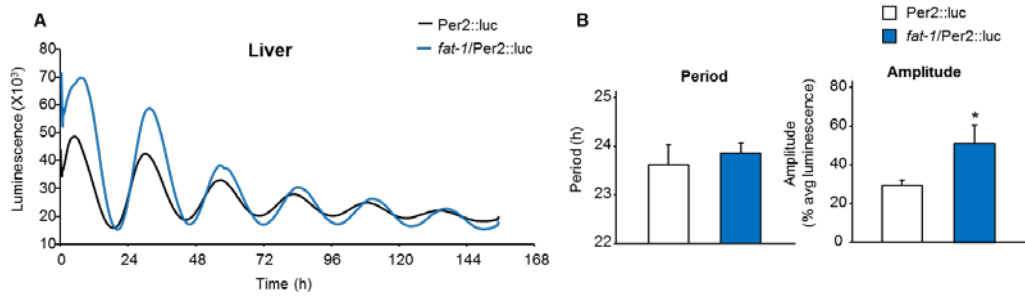 A
Liver
Per2::luc
fat-1/Per2::luc
Luminescence (X10³)
80
70
60
50
40
30
20
10
0
24
48
72
96
120
144
168
Time (h)
B
Per2::luc
fat-1/Per2::luc
Period
Period (h)
25
24
23
22
Amplitude
Amplitude
(% avg luminescence)
80
60
40
20
0
*